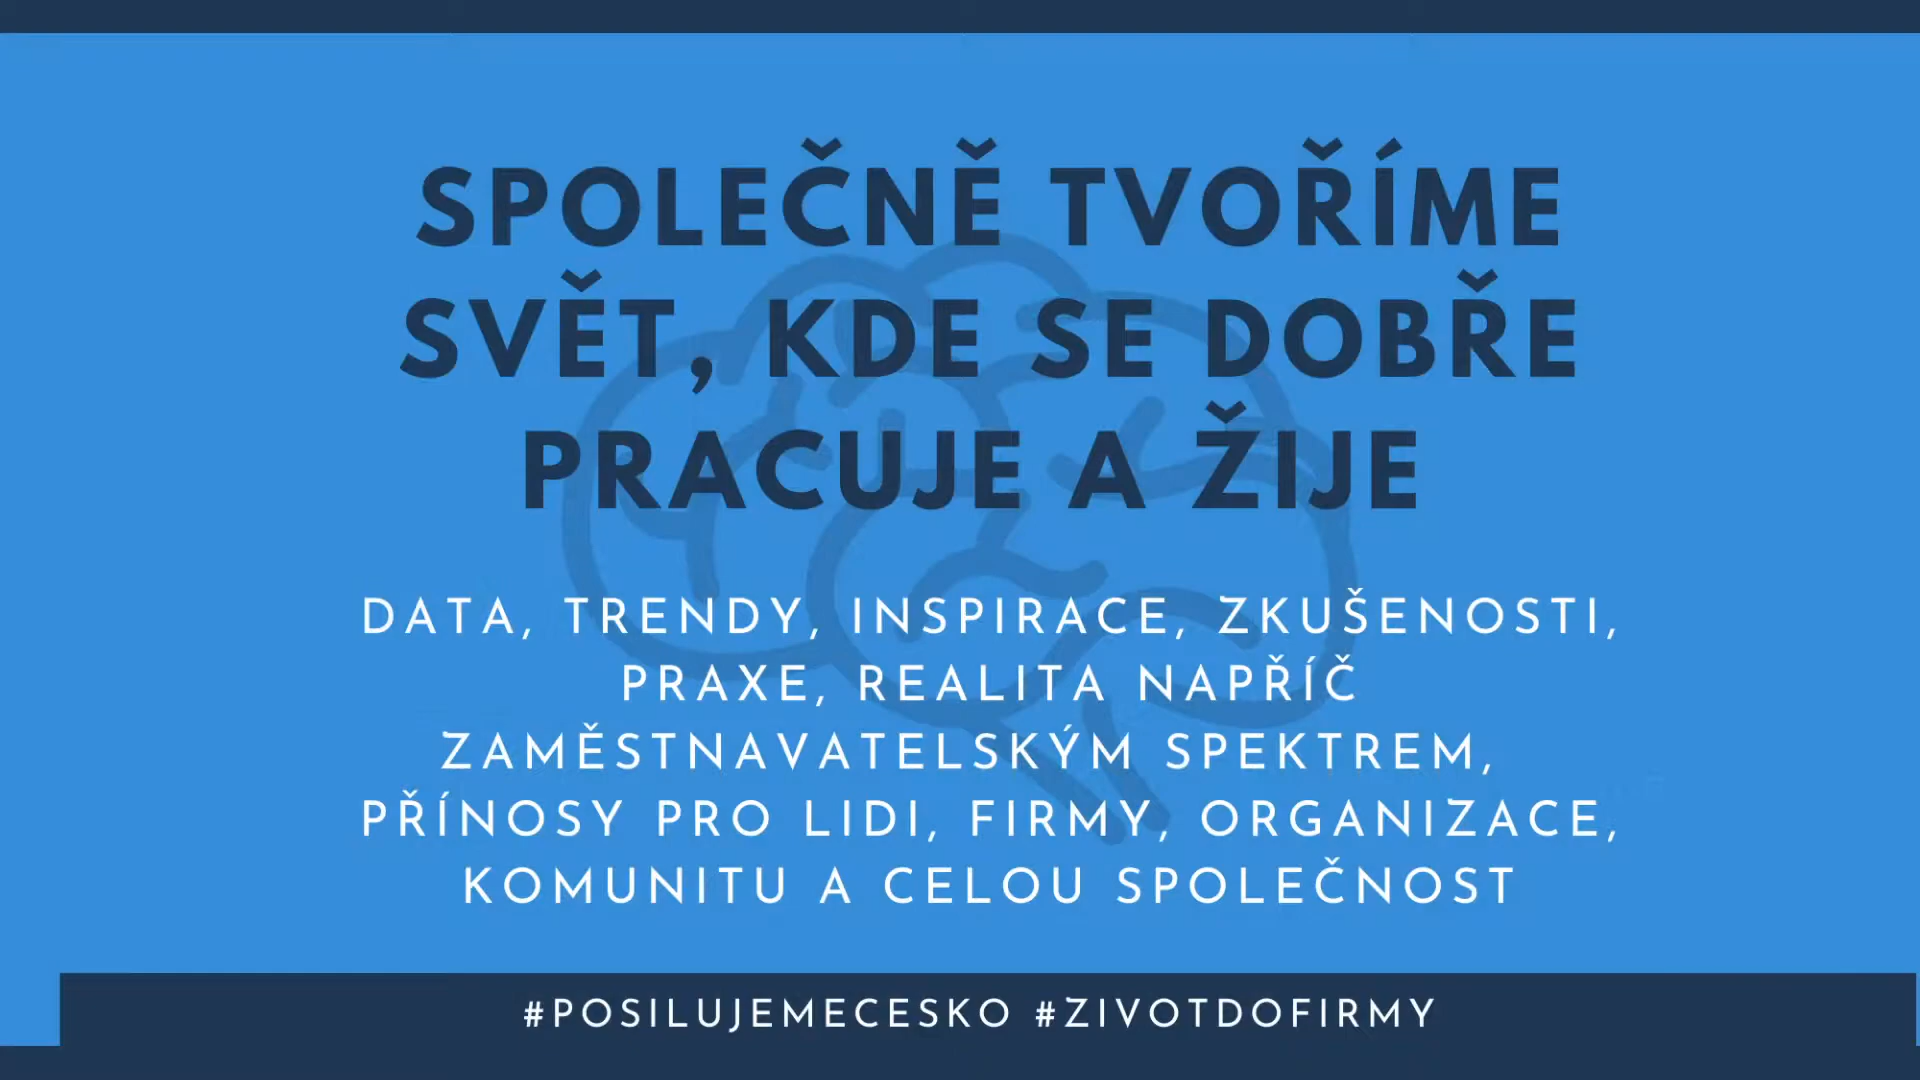 SPOLEČNĚ TVOŘÍME
SVĚT, KDE SE DOBŘE
PRACUJE A ŽIJE
DATA, TRENDY, INSPIRACE, ZKUŠENOSTI,
PRAXE, REALITA NAPŘÍČ
ZAMĚSTNAVATELSKÝM SPEKTREM,
PŘÍNOSY PRO LIDI, FIRMY, ORGANIZACE,
KOMUNITU A CELOU SPOLEČNOST
#POSILUJEMECESKO #ZIVOTDOFIRMY